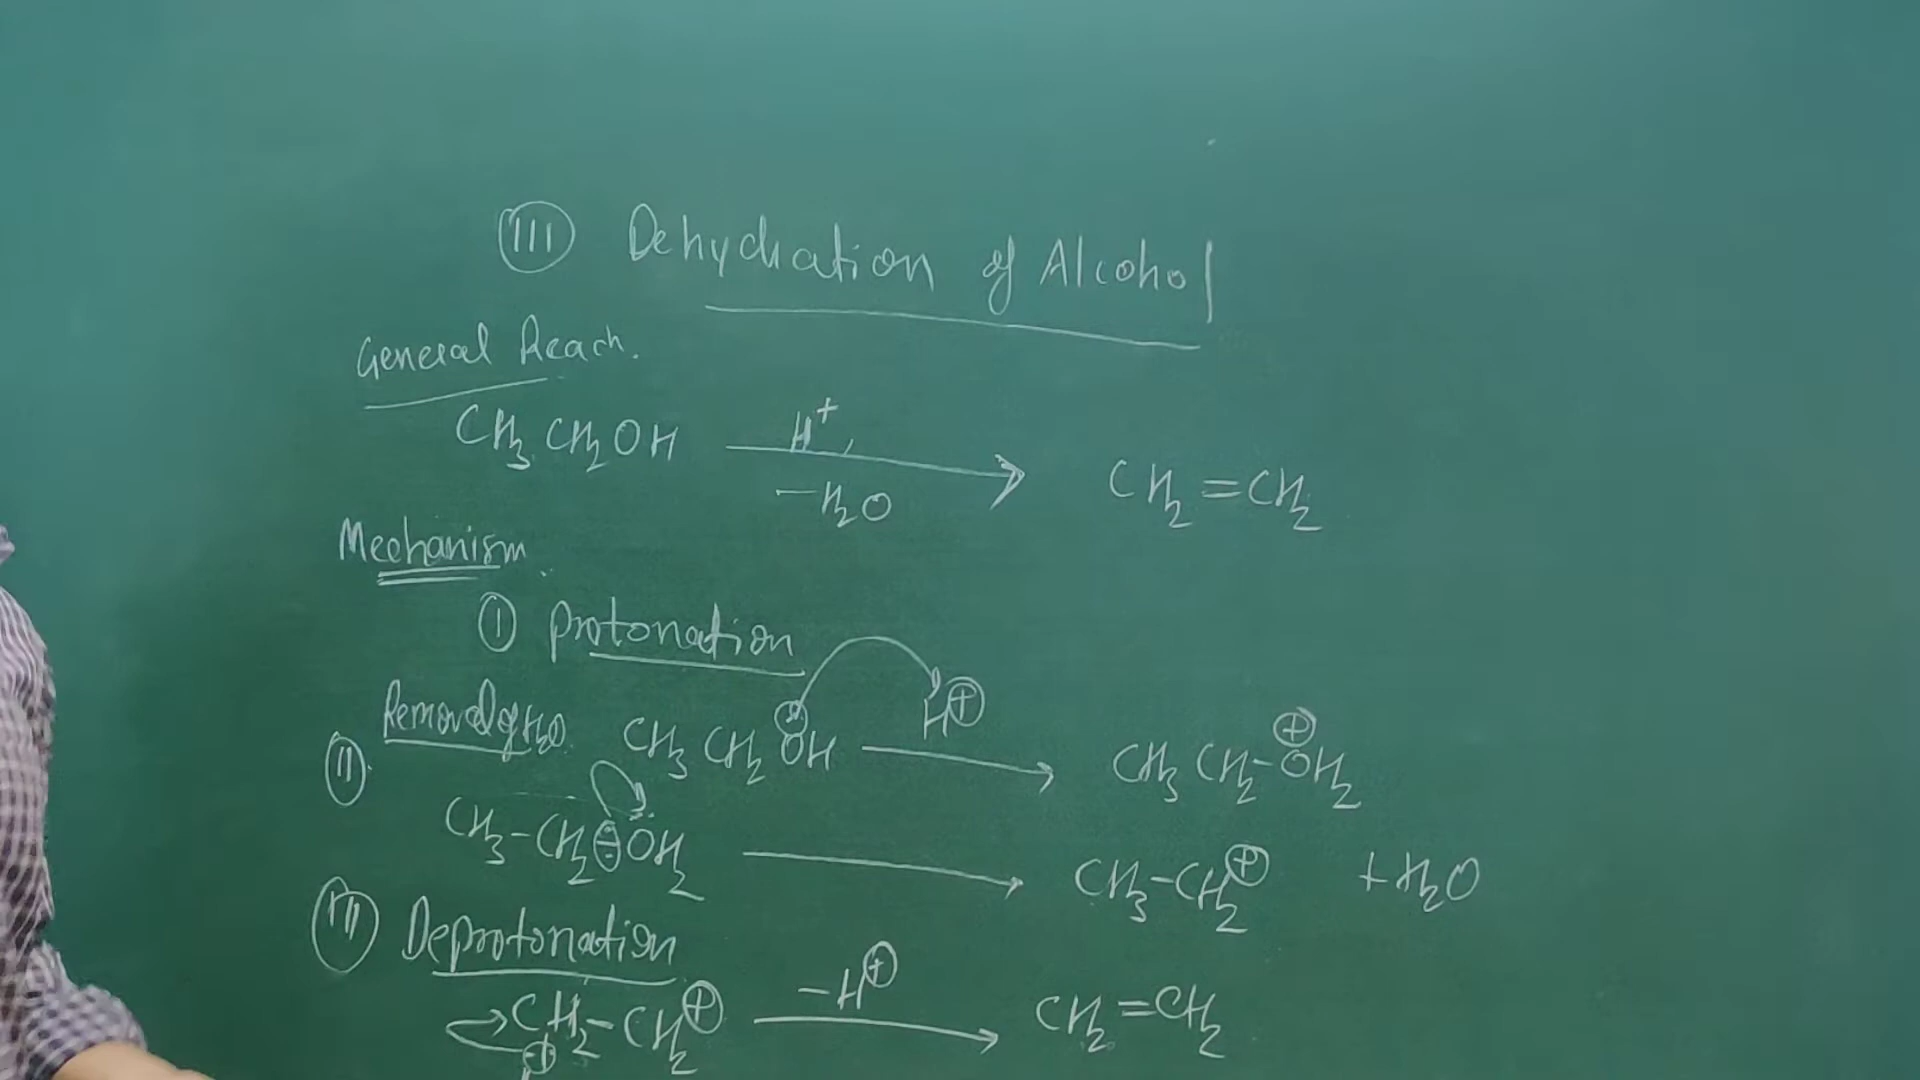 III Dehydration of Alcohol
General Reacn.
CH3 CH2 OH H+, -H2O CH2=CH2
Mechanism
I Protonation
CH3 CH2 ÖH H⊕ CH3 CH2-OH2 ⊕
II Removal of H2O
CH3-CH2 OH2 CH3-CH2⊕ + H2O
III Deprotonation
CH2-CH2⊕ -H⊕ CH2=CH2